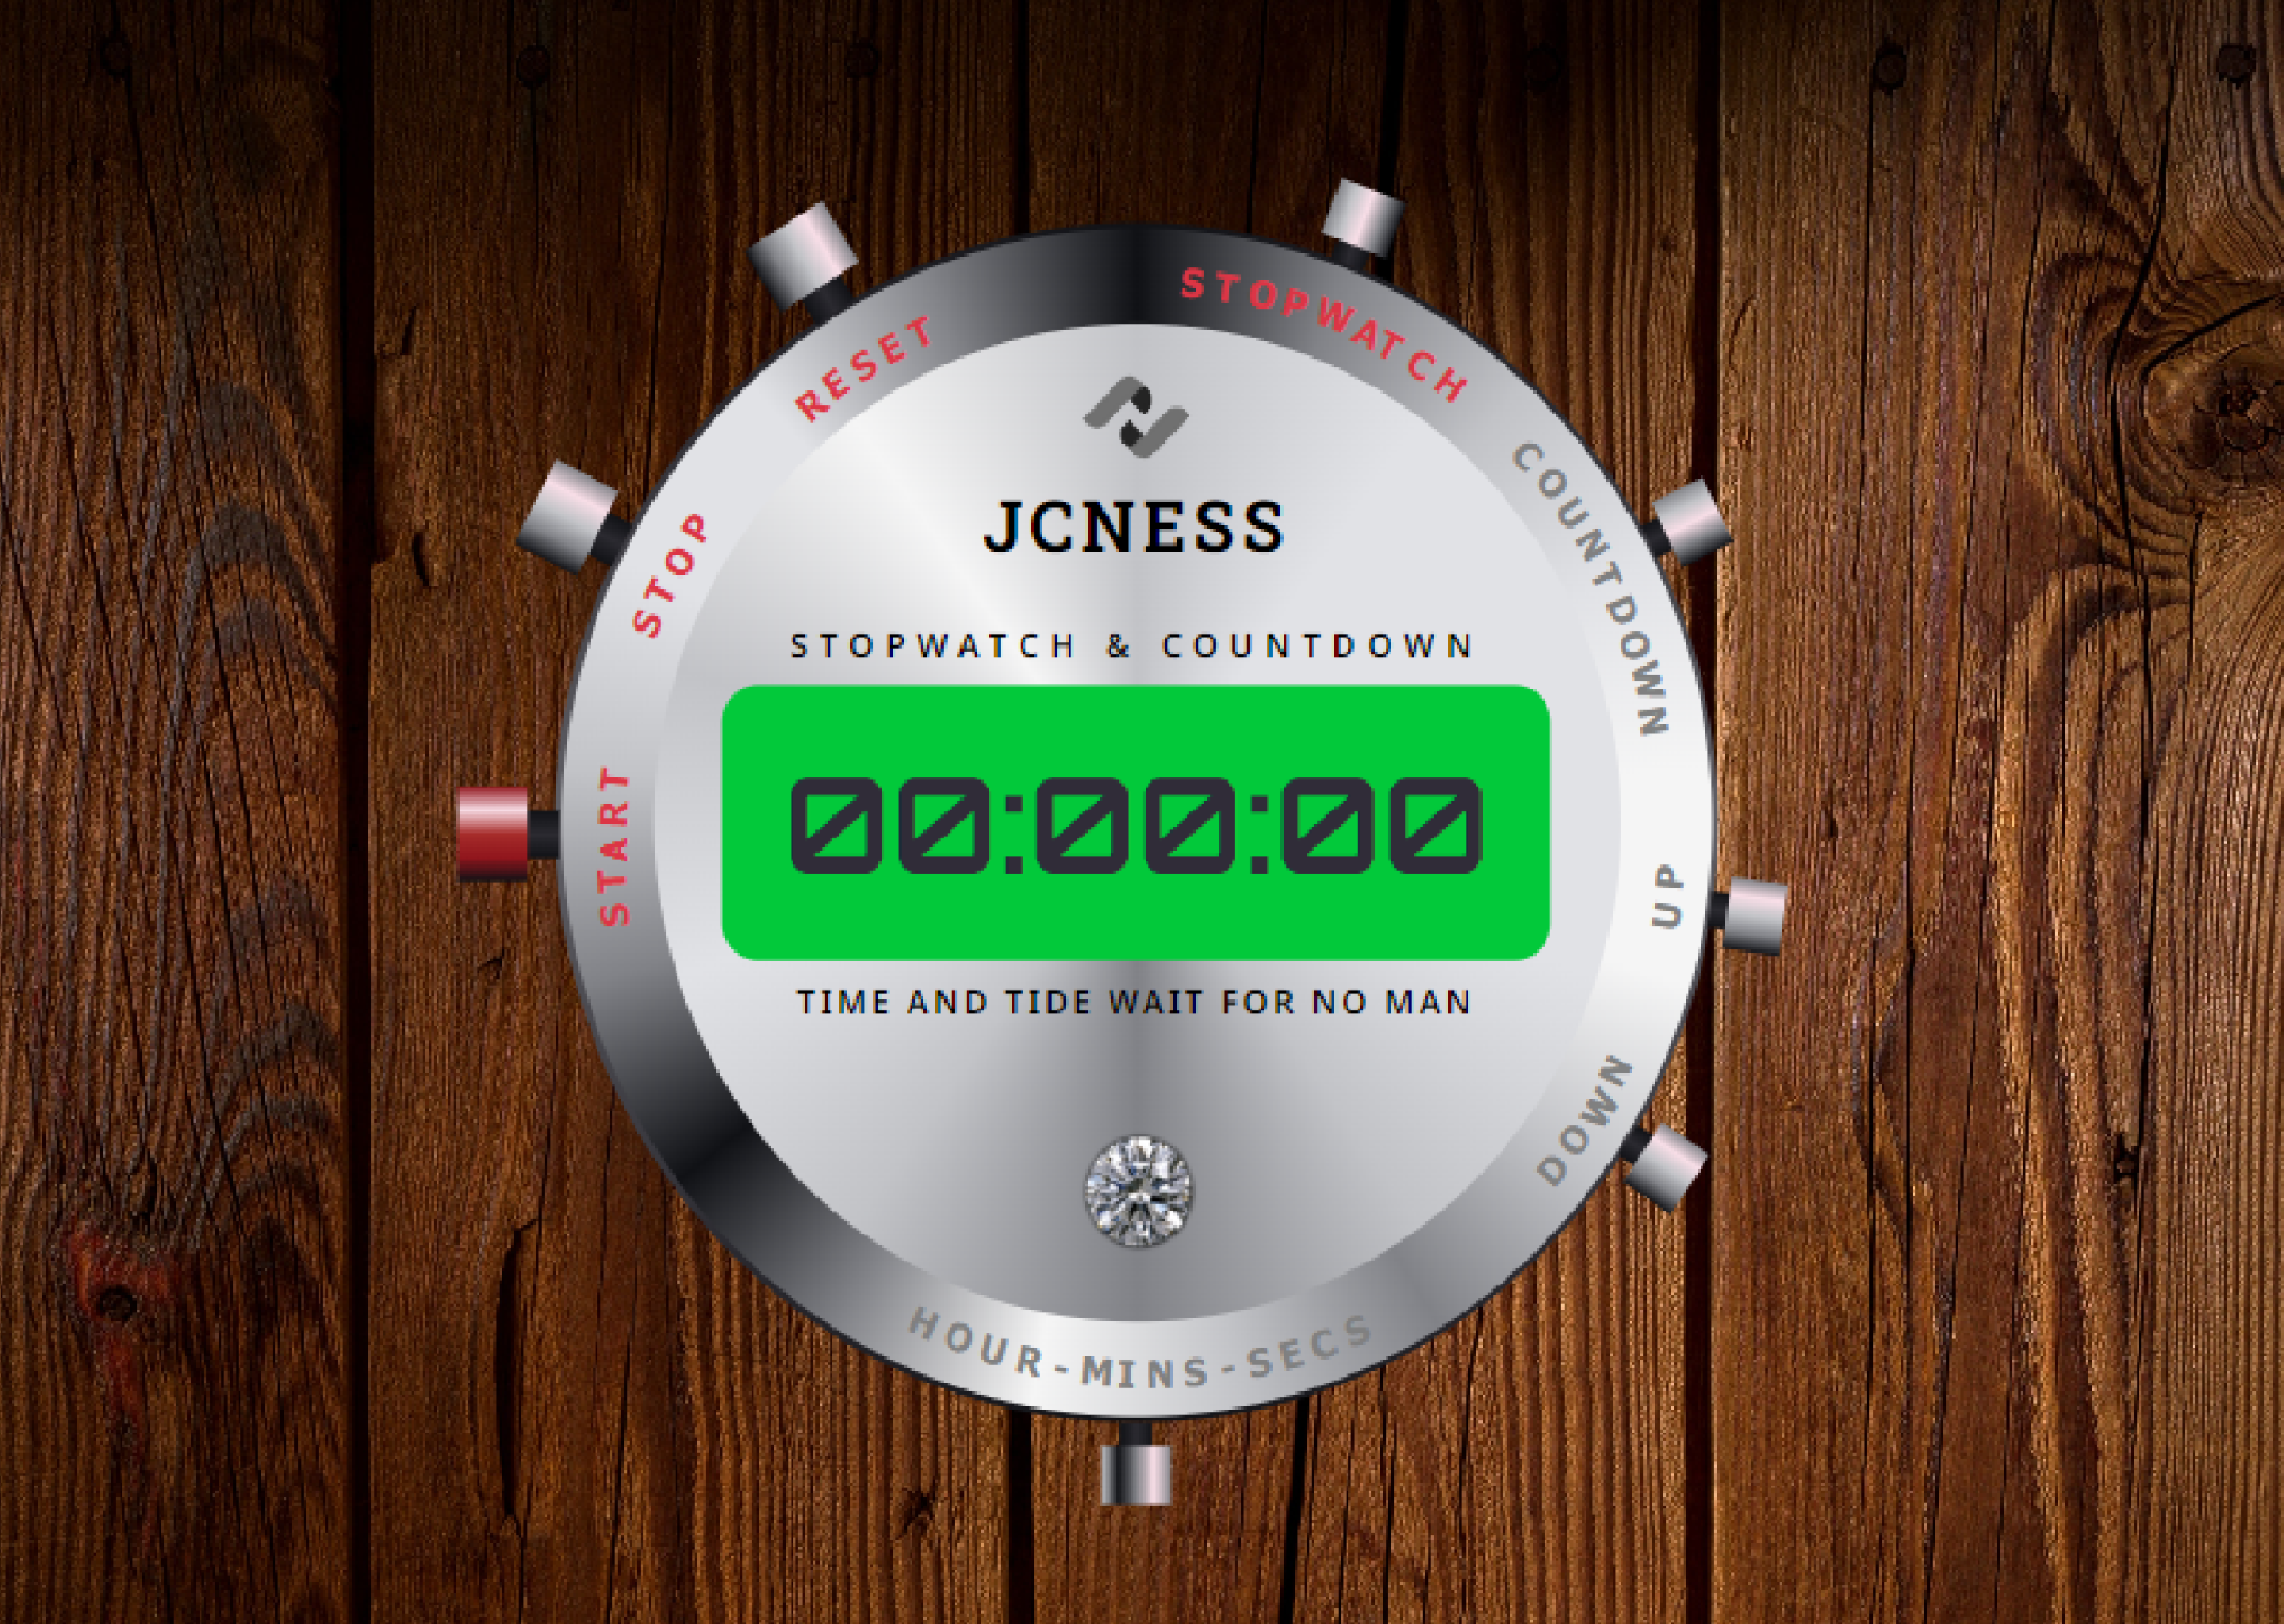 RESET
STOPWATCH
STOP
COUNTDOWN
JCNESS
STOPWATCH & COUNTDOWN
START
00:00:00
UP
TIME AND TIDE WAIT FOR NO MAN
DOWN
HOUR-MINS-SECS